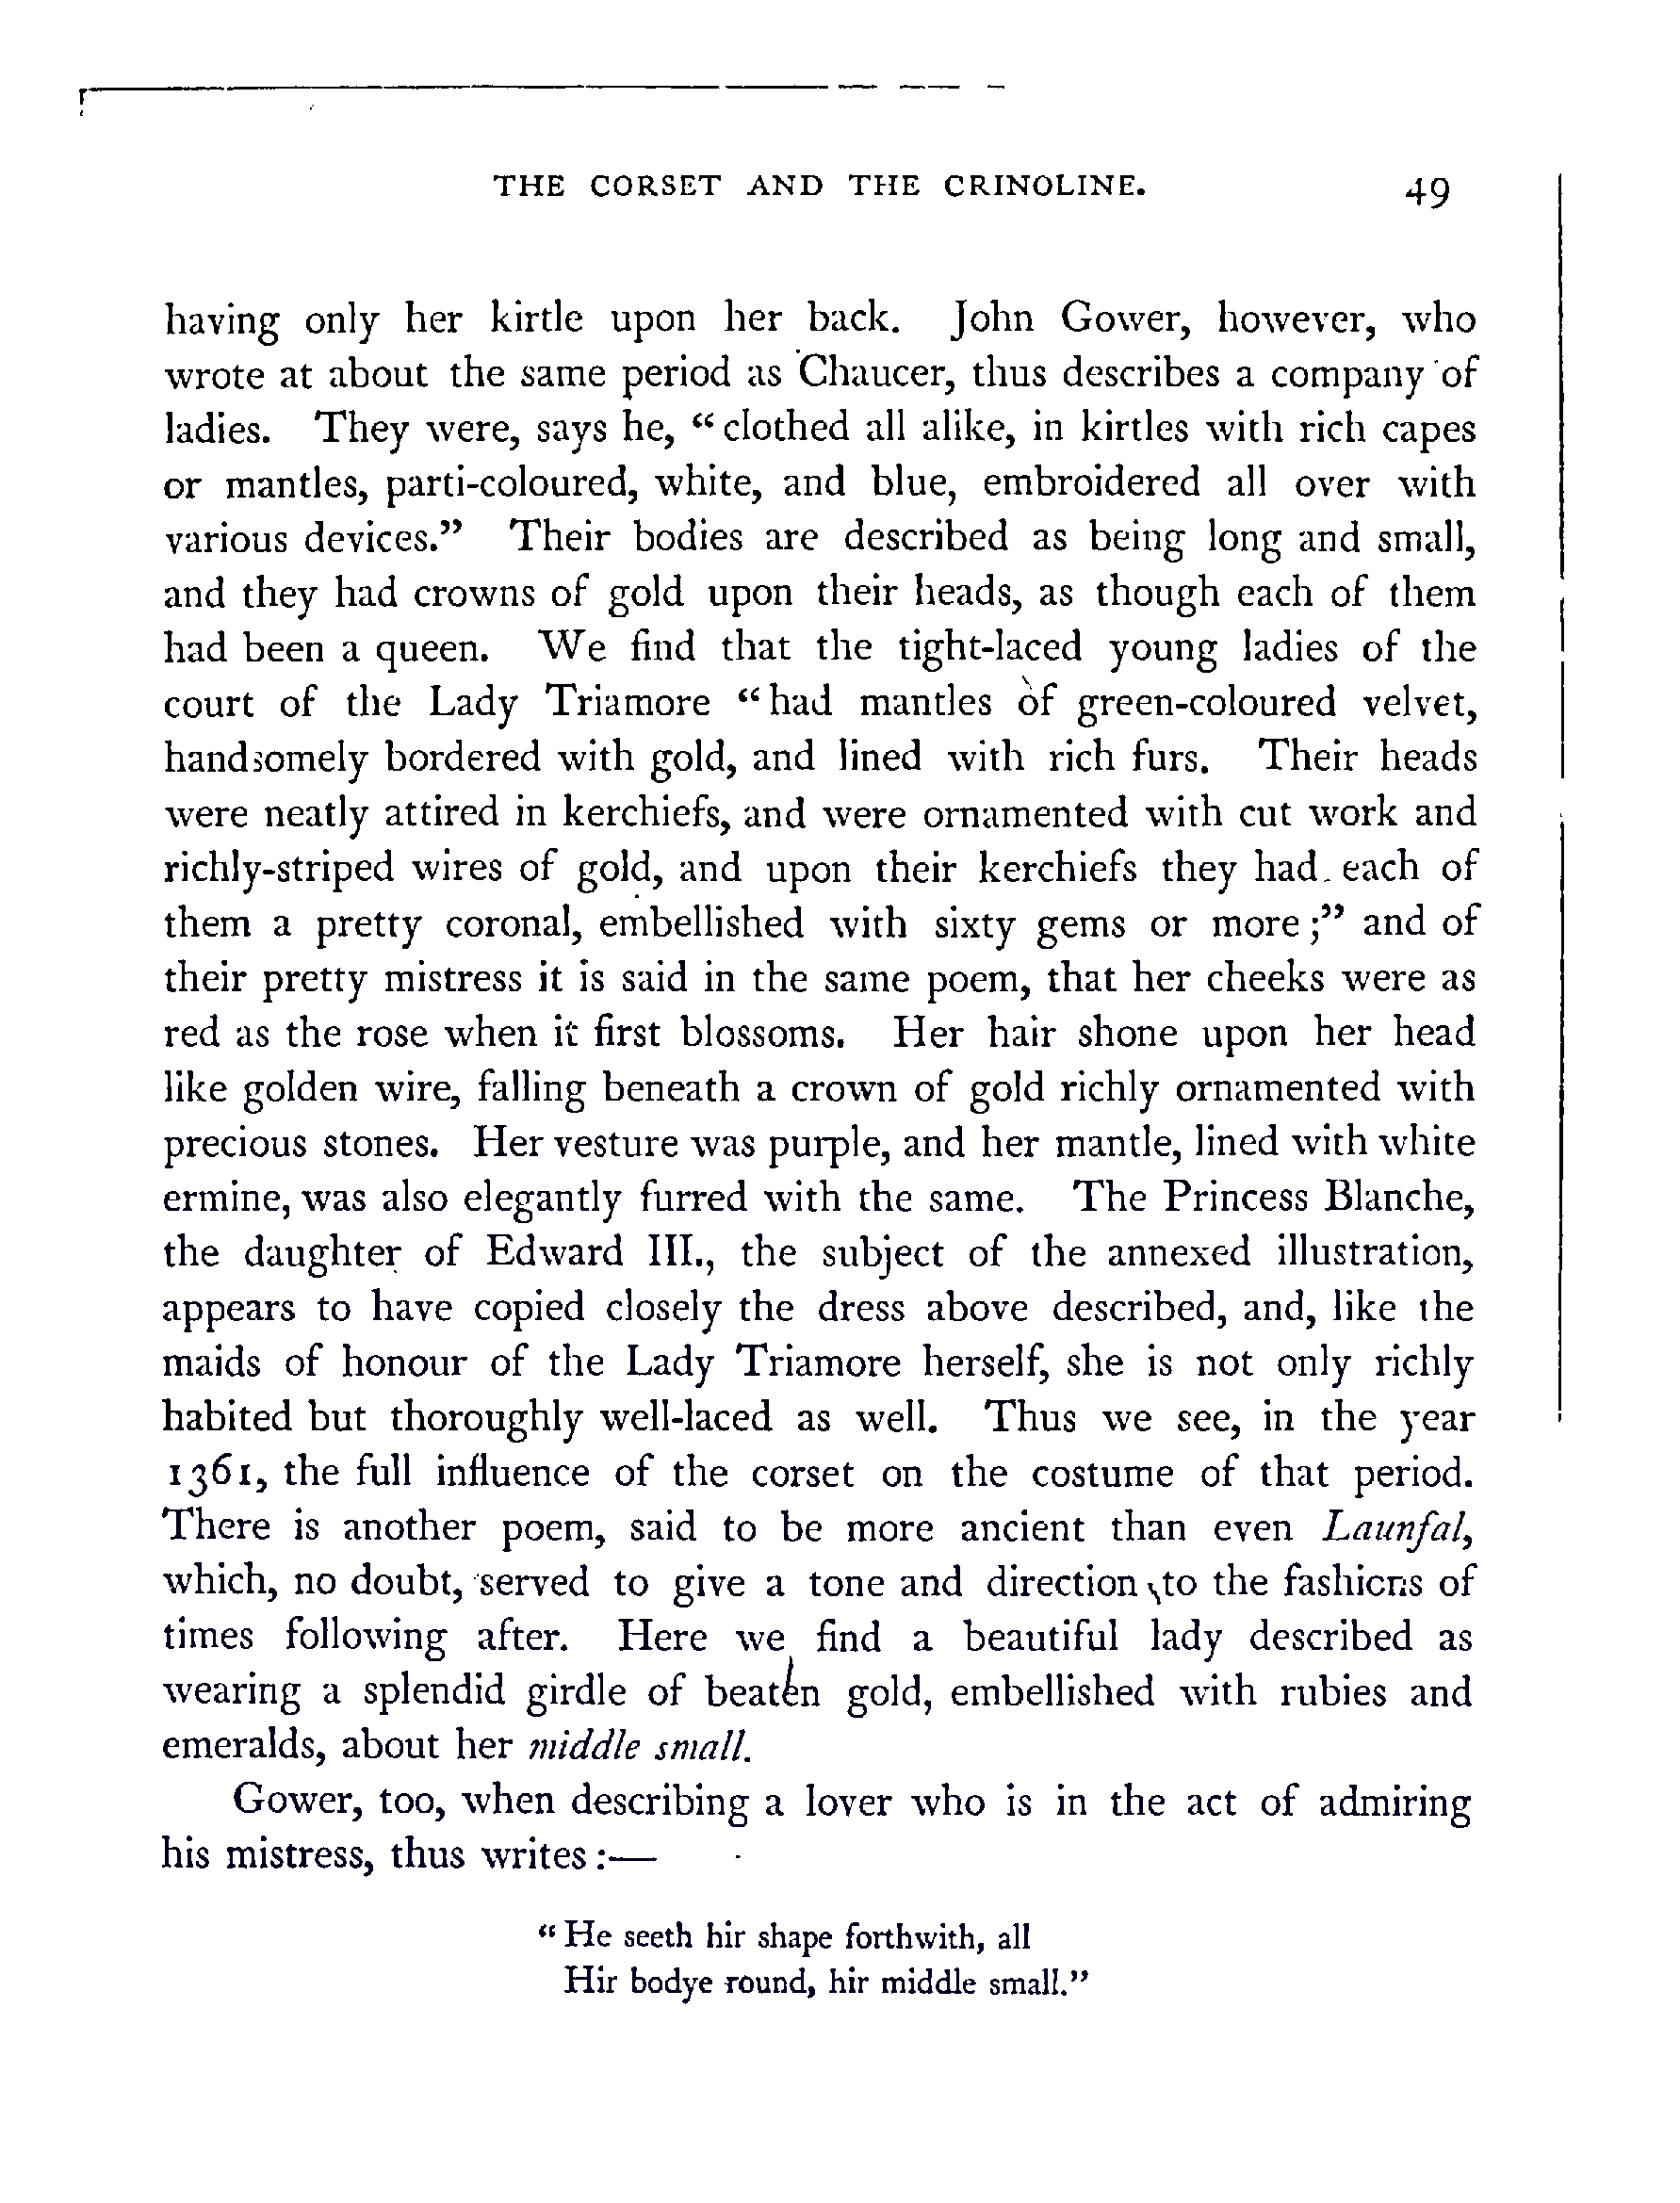 THE CORSET AND THE CRINOLINE. 49
having only her kirtle upon her back. John Gower, however, who
wrote at about the same period as Chaucer, thus describes a company of
ladies. They were, says he, “clothed all alike, in kirtles with rich capes
or mantles, parti-coloured, white, and blue, embroidered all over with
various devices.” Their bodies are described as being long and small,
and they had crowns of gold upon their heads, as though each of them
had been a queen. We find that the tight-laced young ladies of the
court of the Lady Triamore “had mantles of green-coloured velvet,
handsomely bordered with gold, and lined with rich furs. Their heads
were neatly attired in kerchiefs, and were ornamented with cut work and
richly-striped wires of gold, and upon their kerchiefs they had each of
them a pretty coronal, embellished with sixty gems or more;” and of
their pretty mistress it is said in the same poem, that her cheeks were as
red as the rose when it first blossoms. Her hair shone upon her head
like golden wire, falling beneath a crown of gold richly ornamented with
precious stones. Her vesture was purple, and her mantle, lined with white
ermine, was also elegantly furred with the same. The Princess Blanche,
the daughter of Edward III., the subject of the annexed illustration,
appears to have copied closely the dress above described, and, like the
maids of honour of the Lady Triamore herself, she is not only richly
habited but thoroughly well-laced as well. Thus we see, in the year
1361, the full influence of the corset on the costume of that period.
There is another poem, said to be more ancient than even Launfal,
which, no doubt, served to give a tone and direction to the fashions of
times following after. Here we find a beautiful lady described as
wearing a splendid girdle of beaten gold, embellished with rubies and
emeralds, about her middle small.
Gower, too, when describing a lover who is in the act of admiring
his mistress, thus writes:—
“He seeth hir shape forthwith, all
Hir bodye round, hir middle small.”